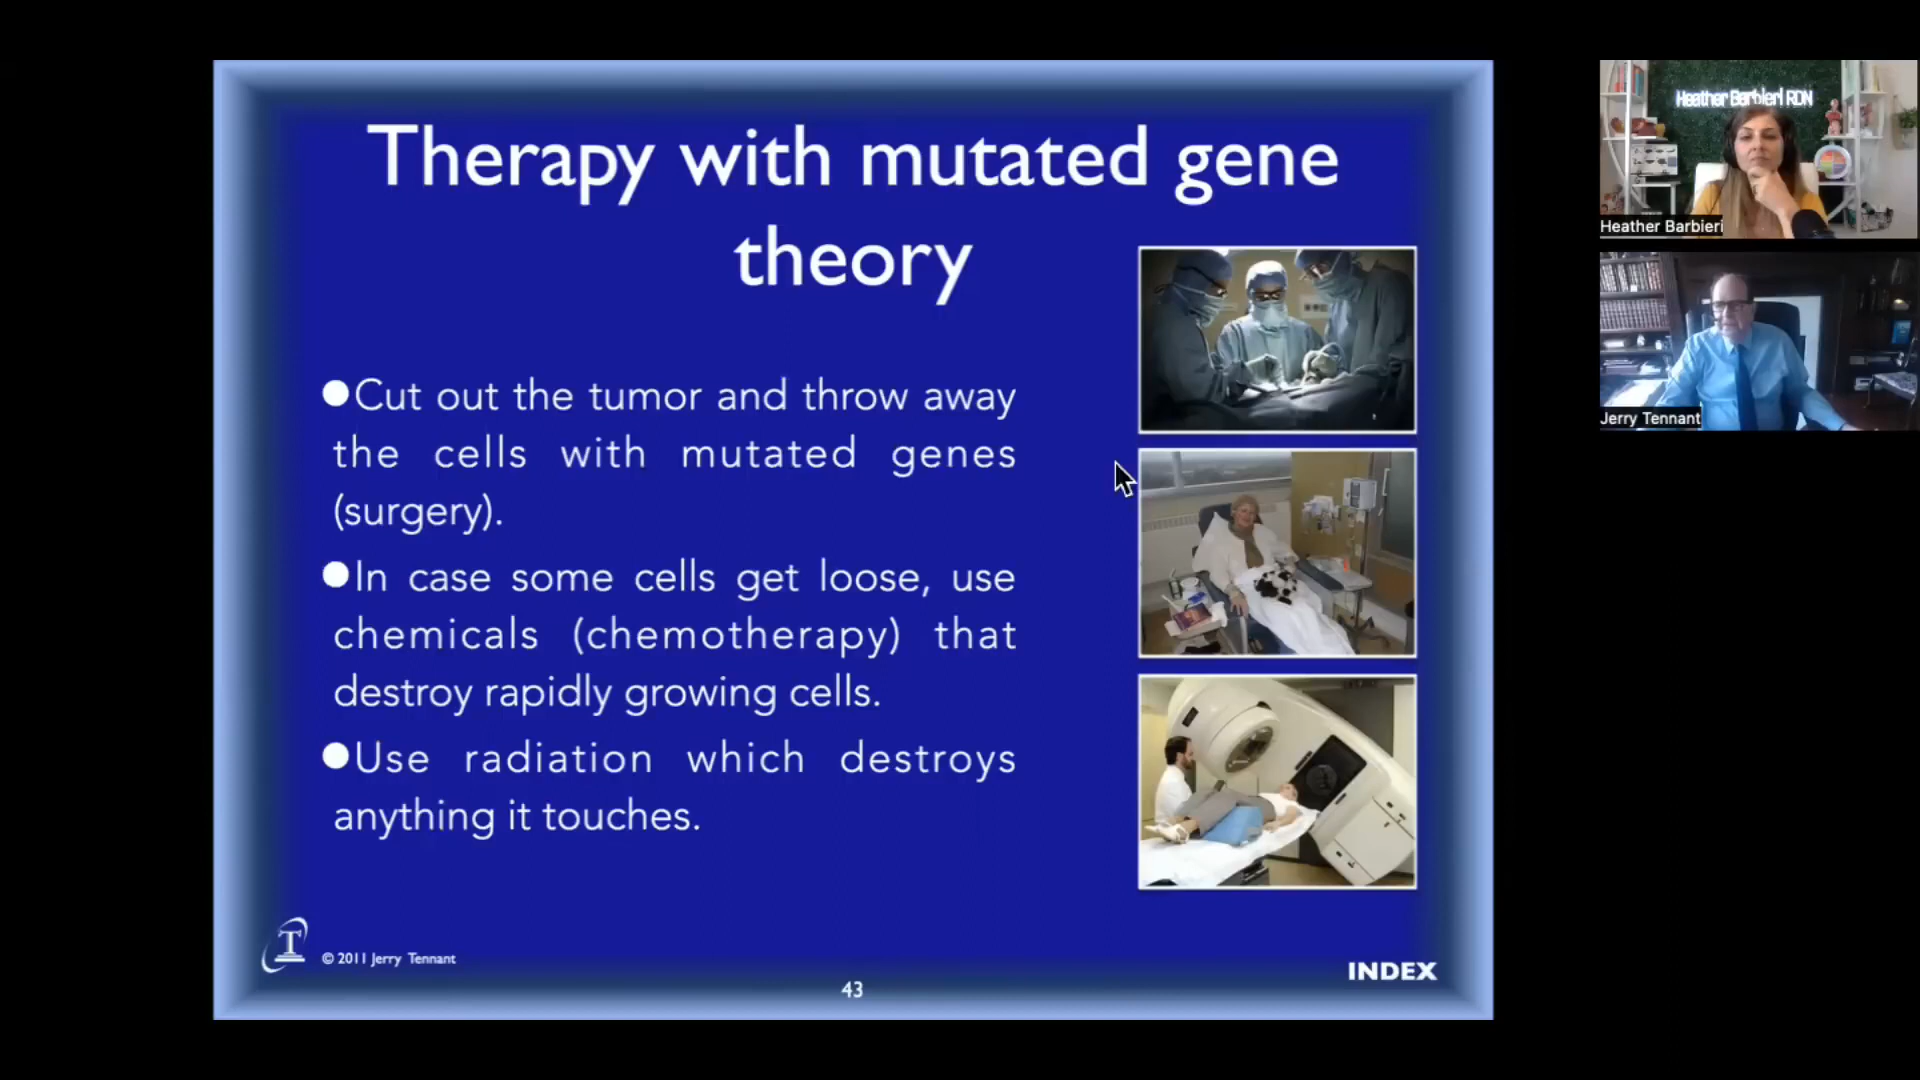 Therapy with mutated gene
theory
●Cut out the tumor and throw away
the cells with mutated genes
(surgery).
●In case some cells get loose, use
chemicals (chemotherapy) that
destroy rapidly growing cells.
●Use radiation which destroys
anything it touches.
T
© 2011 Jerry Tennant
43
INDEX
Heather Barbieri RDN
Heather Barbieri
Jerry Tennant